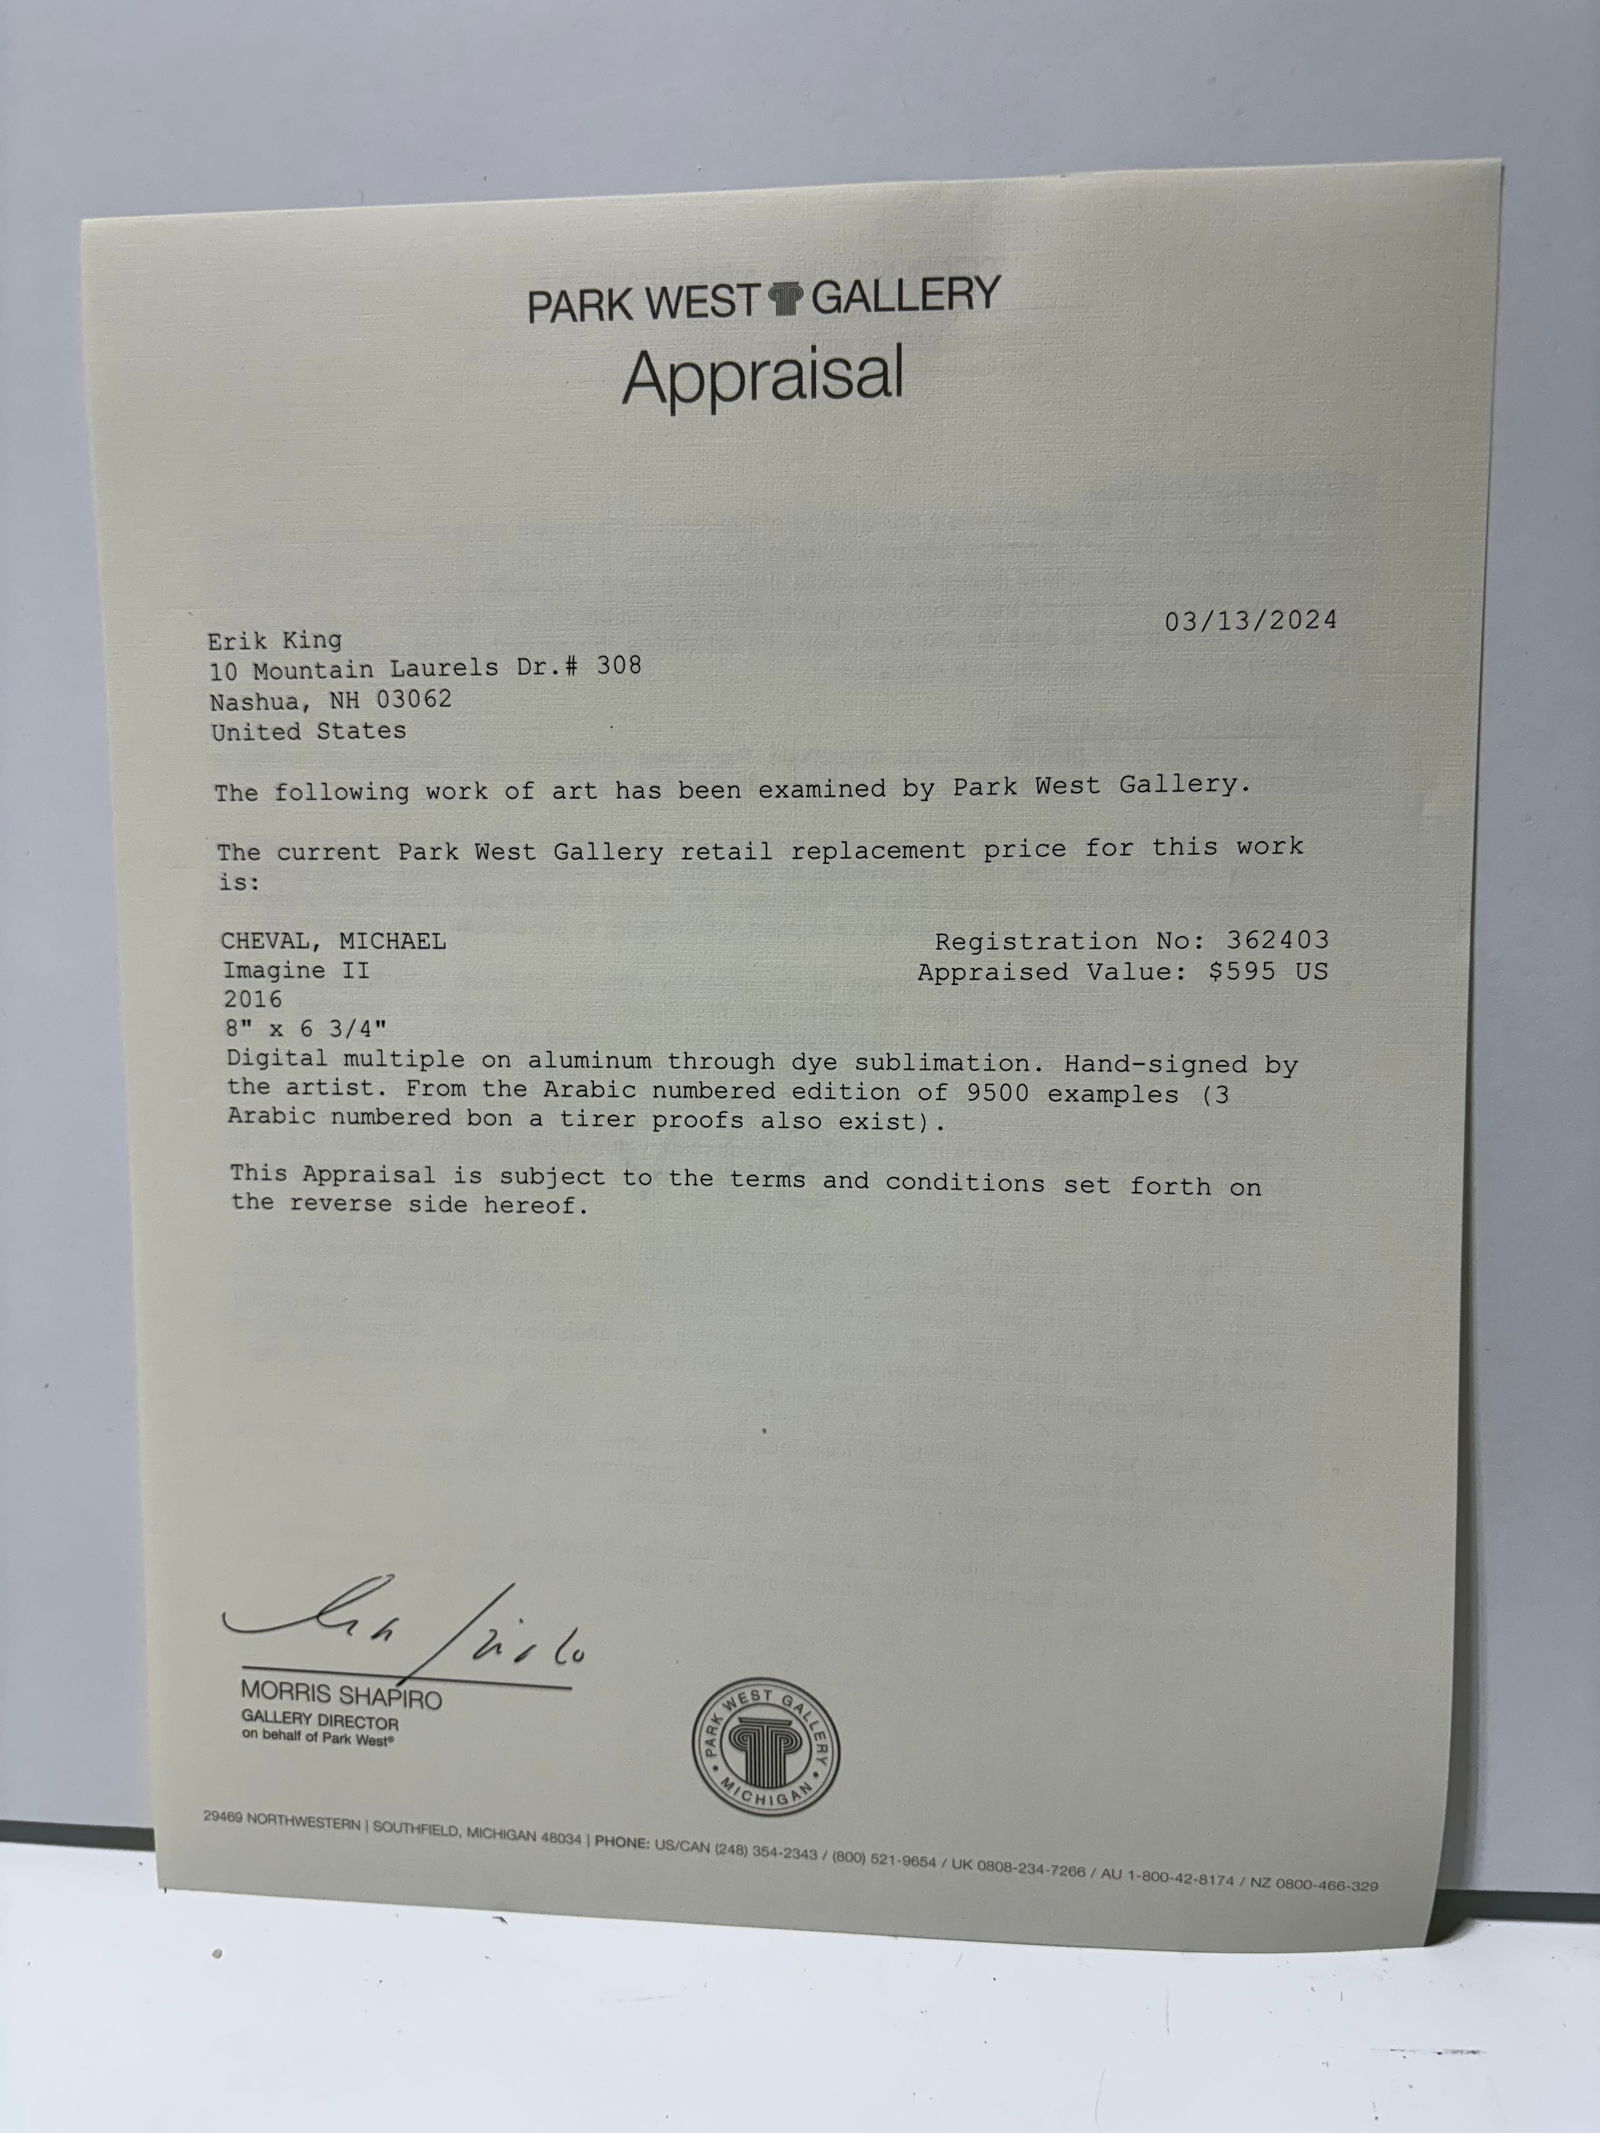 PARK WEST GALLERY
Appraisal
03/13/2024
Erik King
10 Mountain Laurels Dr.# 308
Nashua, NH 03062
United States
The following work of art has been examined by Park West Gallery.
The current Park West Gallery retail replacement price for this work
is:
CHEVAL, MICHAEL Registration No: 362403
Imagine II Appraised Value: $595 US
2016
8" x 6 3/4"
Digital multiple on aluminum through dye sublimation. Hand-signed by
the artist. From the Arabic numbered edition of 9500 examples (3
Arabic numbered bon a tirer proofs also exist).
This Appraisal is subject to the terms and conditions set forth on
the reverse side hereof.
MORRIS SHAPIRO
GALLERY DIRECTOR
on behalf of Park West®
PARK WEST GALLERY
• MICHIGAN •
29469 NORTHWESTERN | SOUTHFIELD, MICHIGAN 48034 | PHONE: US/CAN (248) 354-2343 / (800) 521-9654 / UK 0808-234-7266 / AU 1-800-42-8174 / NZ 0800-466-329